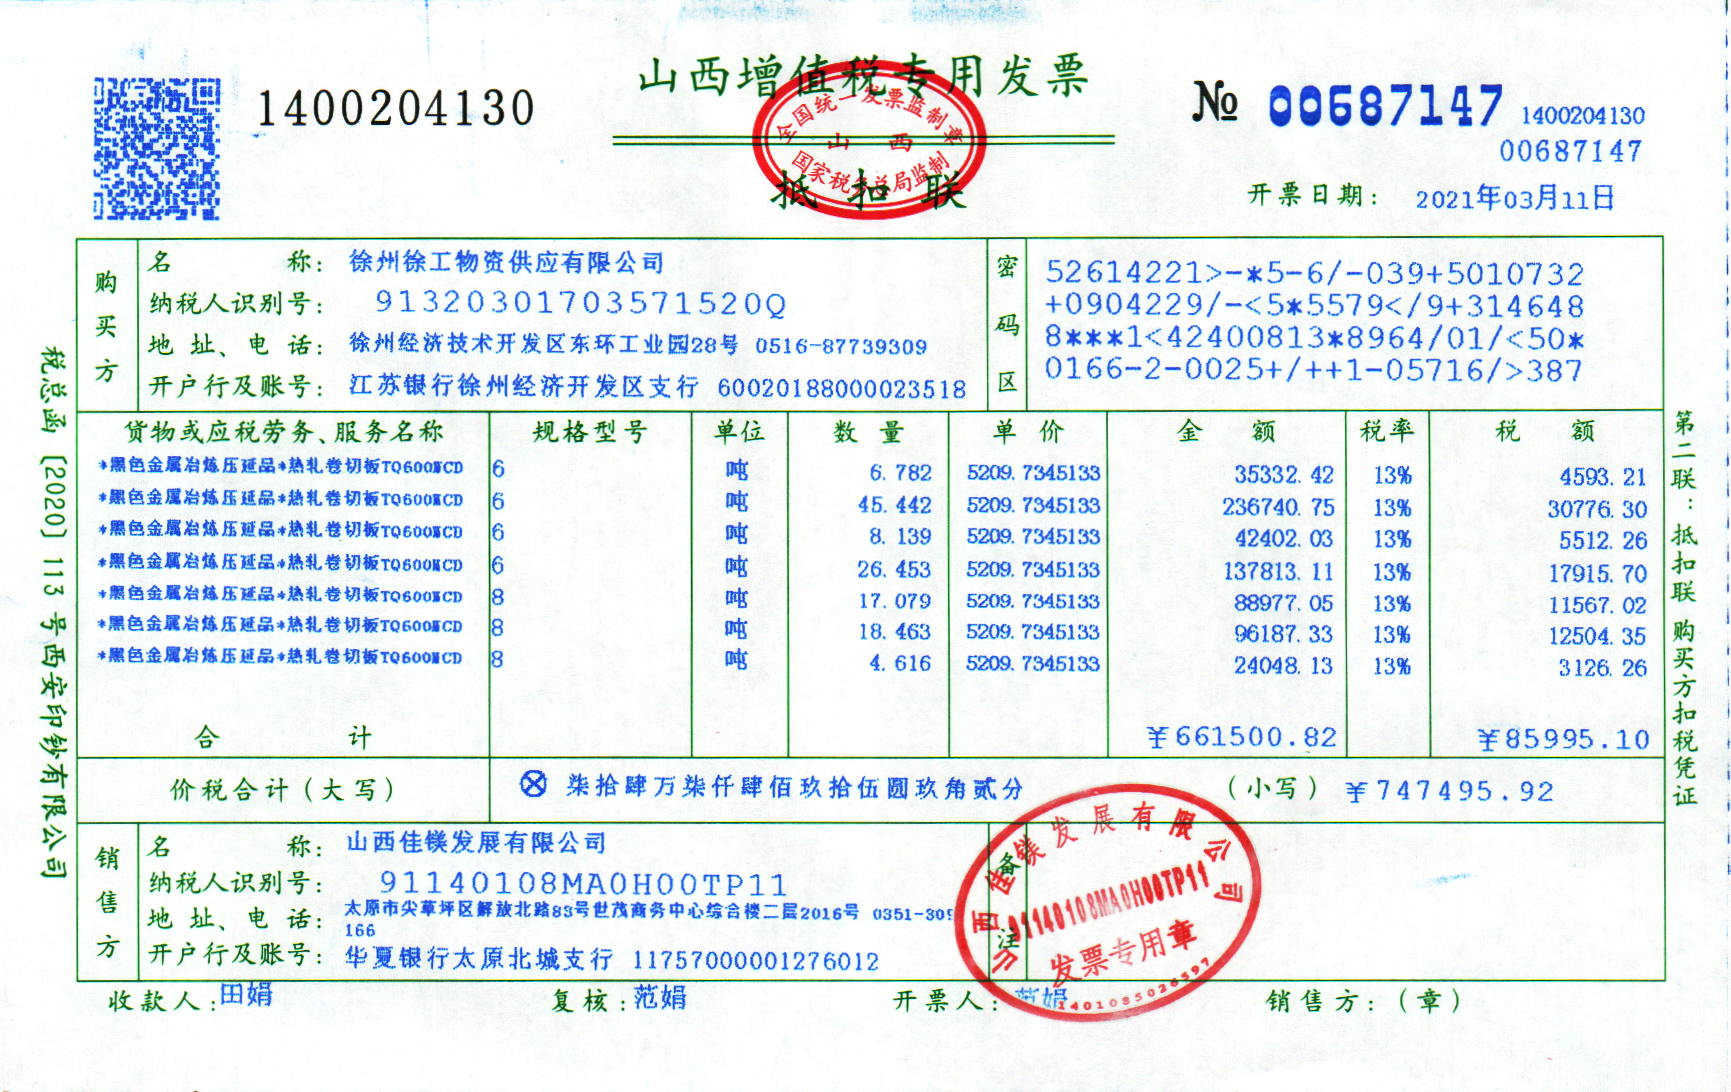 山西增值税专用发票
1400204130
№ 00687147 1400204130
00687147
全国统一发票监制章
山 西
国家税务总局监制
抵 扣 联
开票日期： 2021年03月11日
购买方
名 称： 徐州徐工物资供应有限公司
纳税人识别号： 91320301703571520Q
地 址、电 话： 徐州经济技术开发区东环工业园28号 0516-87739309
开户行及账号： 江苏银行徐州经济开发区支行 60020188000023518
密码区
52614221>-*5-6/-039+5010732
+0904229/-<5*5579</9+314648
8***1<42400813*8964/01/<50*
0166-2-0025+/++1-05716/>387
货物或应税劳务、服务名称 规格型号 单位 数 量 单 价 金 额 税率 税 额
*黑色金属冶炼压延品*热轧卷切板TQ600MCD 6 吨 6.782 5209.7345133 35332.42 13% 4593.21
*黑色金属冶炼压延品*热轧卷切板TQ600MCD 6 吨 45.442 5209.7345133 236740.75 13% 30776.30
*黑色金属冶炼压延品*热轧卷切板TQ600MCD 6 吨 8.139 5209.7345133 42402.03 13% 5512.26
*黑色金属冶炼压延品*热轧卷切板TQ600MCD 6 吨 26.453 5209.7345133 137813.11 13% 17915.70
*黑色金属冶炼压延品*热轧卷切板TQ600MCD 8 吨 17.079 5209.7345133 88977.05 13% 11567.02
*黑色金属冶炼压延品*热轧卷切板TQ600MCD 8 吨 18.463 5209.7345133 96187.33 13% 12504.35
*黑色金属冶炼压延品*热轧卷切板TQ600MCD 8 吨 4.616 5209.7345133 24048.13 13% 3126.26
合 计 ￥661500.82 ￥85995.10
价税合计（大写） ⊗ 柒拾肆万柒仟肆佰玖拾伍圆玖角贰分 （小写）￥747495.92
销售方
名 称： 山西佳镁发展有限公司
纳税人识别号： 91140108MA0H00TP11
地 址、电 话： 太原市尖草坪区解放北路83号世茂商务中心综合楼二层2016号 0351-309
166
开户行及账号： 华夏银行太原北城支行 11757000001276012
备注
山西佳镁发展有限公司
91140108MA0H00TP11
发票专用章
1401085026597
收款人：田娟 复核：范娟 开票人：范娟 销售方：（章）
税总函〔2020〕113号西安印钞有限公司
第二联：抵扣联 购买方扣税凭证